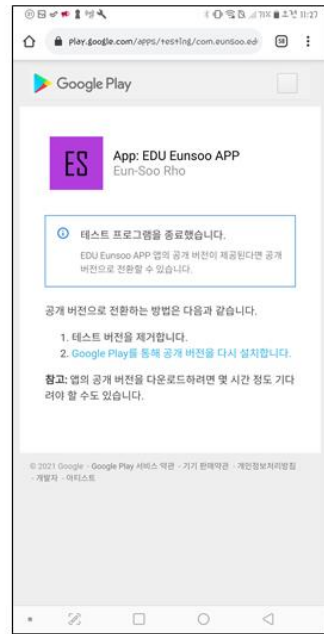 71% 오전 11:27
play.google.com/apps/testing/com.eunsoo.ed
58
Google Play
ES
App: EDU Eunsoo APP
Eun-Soo Rho
테스트 프로그램을 종료했습니다.
EDU Eunsoo APP 앱의 공개 버전이 제공된다면 공개
버전으로 전환할 수 있습니다.
공개 버전으로 전환하는 방법은 다음과 같습니다.
1. 테스트 버전을 제거합니다.
2. Google Play를 통해 공개 버전을 다시 설치합니다.
참고: 앱의 공개 버전을 다운로드하려면 몇 시간 정도 기다
려야 할 수도 있습니다.
© 2021 Google · Google Play 서비스 약관 · 기기 판매약관 · 개인정보처리방침
· 개발자 · 아티스트